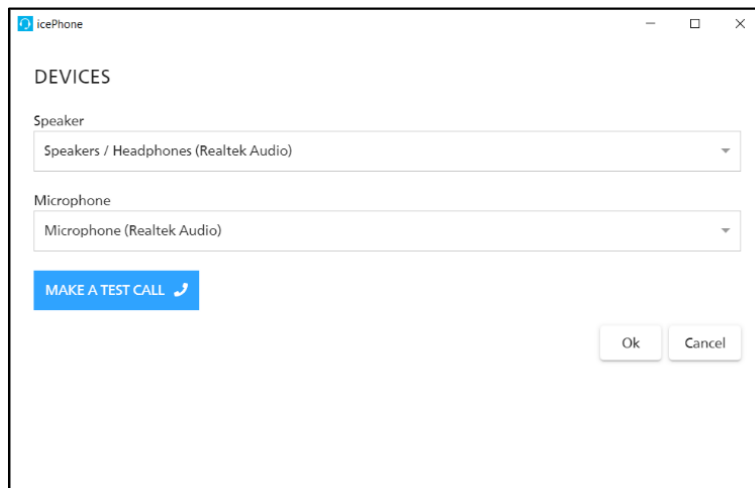 icePhone
DEVICES
Speaker
Speakers / Headphones (Realtek Audio)
Microphone
Microphone (Realtek Audio)
MAKE A TEST CALL
Ok
Cancel